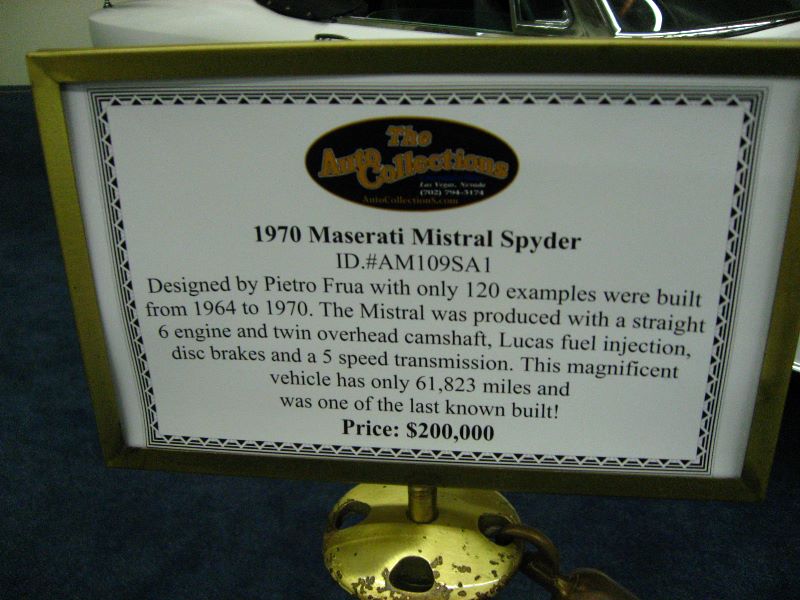 The
Auto
Collections
Las Vegas, Nevada
(702) 794-3174
AutoCollections.com
1970 Maserati Mistral Spyder
ID.#AM109SA1
Designed by Pietro Frua with only 120 examples were built
from 1964 to 1970. The Mistral was produced with a straight
6 engine and twin overhead camshaft, Lucas fuel injection,
disc brakes and a 5 speed transmission. This magnificent
vehicle has only 61,823 miles and
was one of the last known built!
Price: $200,000